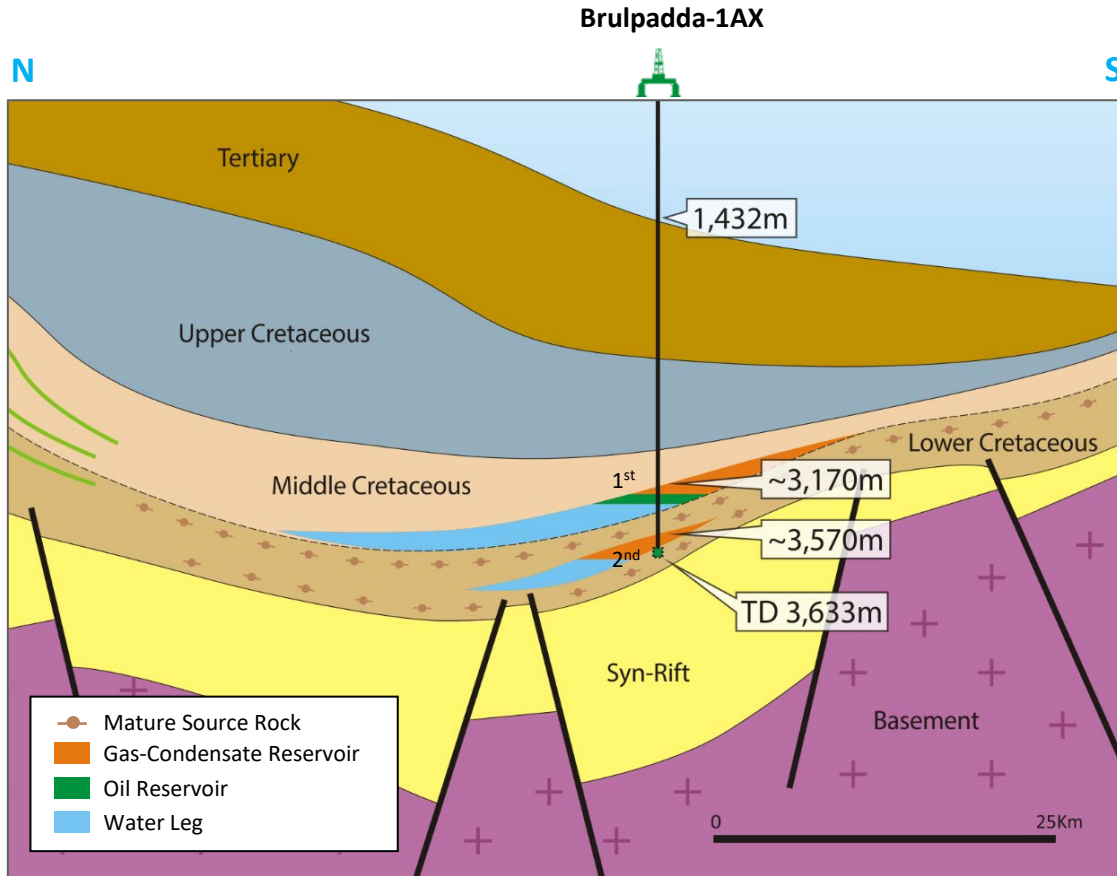 Brulpadda-1AX
N
S
Tertiary
1,432m
Upper Cretaceous
Lower Cretaceous
Middle Cretaceous
1st
~3,170m
~3,570m
2nd
TD 3,633m
Syn-Rift
Basement
Mature Source Rock
Gas-Condensate Reservoir
Oil Reservoir
Water Leg
0
25Km